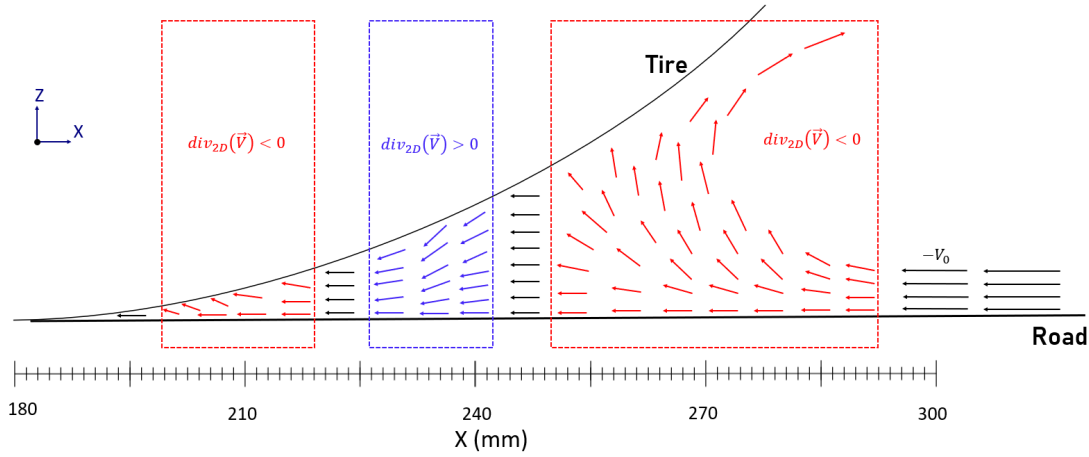 Tire
Z
X
div₂D(V⃗) < 0
div₂D(V⃗) > 0
div₂D(V⃗) < 0
−V₀
Road
180 210 240 270 300
X (mm)